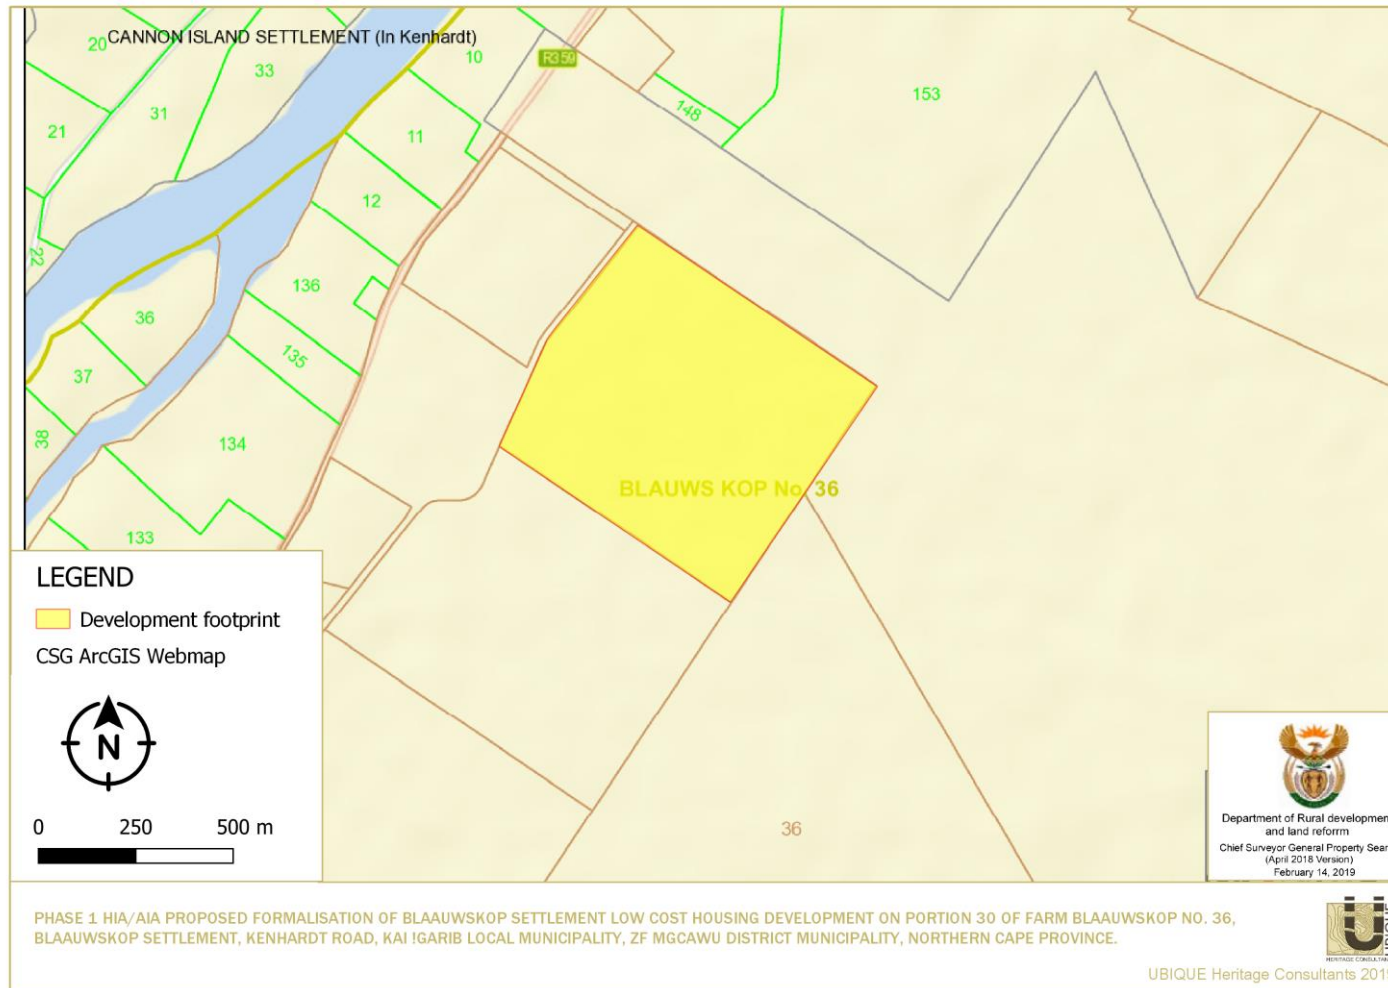 CANNON ISLAND SETTLEMENT (In Kenhardt)
20
33
10
R359
153
31
148
21
11
12
22
136
36
135
37
38
134
BLAUWS KOP No. 36
133
36
LEGEND
Development footprint
CSG ArcGIS Webmap
N
0 250 500 m
Department of Rural developmen
and land reforrm
Chief Surveyor General Property Sear
(April 2018 Version)
February 14, 2019
PHASE 1 HIA/AIA PROPOSED FORMALISATION OF BLAAUWSKOP SETTLEMENT LOW COST HOUSING DEVELOPMENT ON PORTION 30 OF FARM BLAAUWSKOP NO. 36,
BLAAUWSKOP SETTLEMENT, KENHARDT ROAD, KAI !GARIB LOCAL MUNICIPALITY, ZF MGCAWU DISTRICT MUNICIPALITY, NORTHERN CAPE PROVINCE.
Ü
UBIQUE
HERITAGE CONSULTAN
UBIQUE Heritage Consultants 201